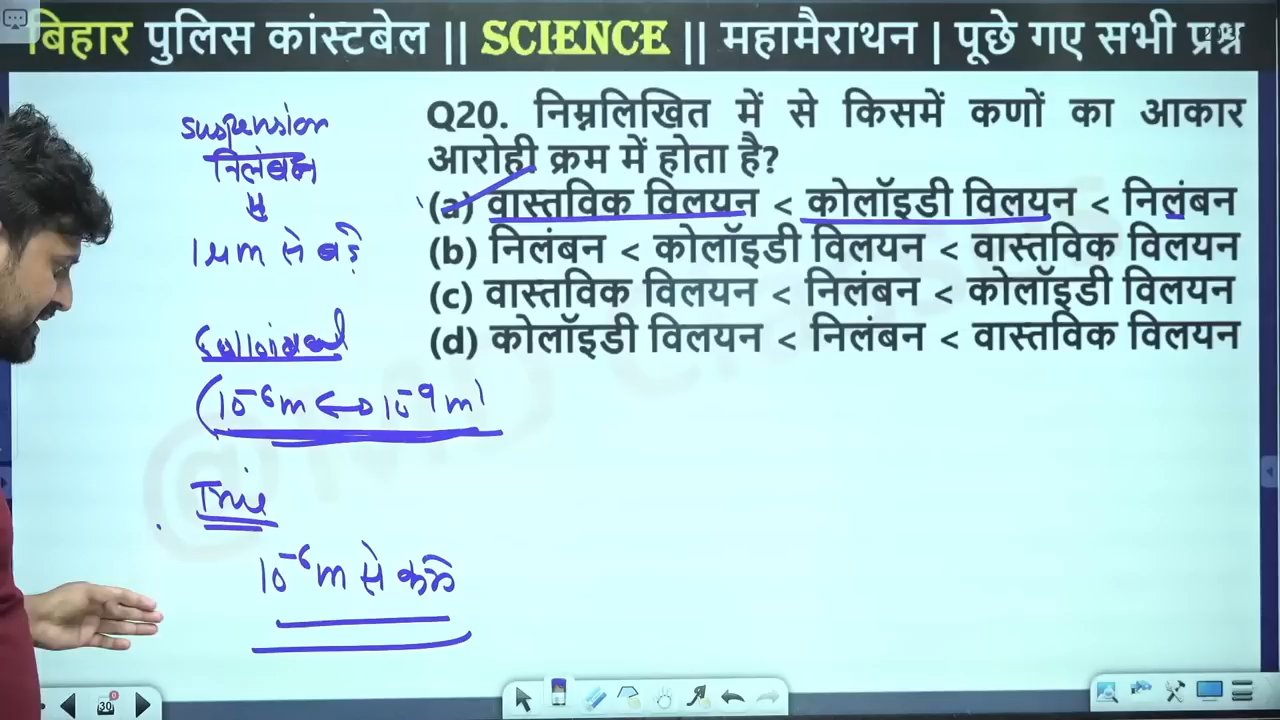 बिहार पुलिस कांस्टबेल || SCIENCE || महामैराथन | पूछे गए सभी प्रश्न
Q20. निम्नलिखित में से किसमें कणों का आकार
आरोही क्रम में होता है?
(a) वास्तविक विलयन < कोलॉइडी विलयन < निलंबन
(b) निलंबन < कोलॉइडी विलयन < वास्तविक विलयन
(c) वास्तविक विलयन < निलंबन < कोलॉइडी विलयन
(d) कोलॉइडी विलयन < निलंबन < वास्तविक विलयन
suspension
निलंबन
1μm से बड़े
Colloidal
(10⁻⁶m ↔ 10⁻⁹m)
True
10⁻⁶m से कम
30
6